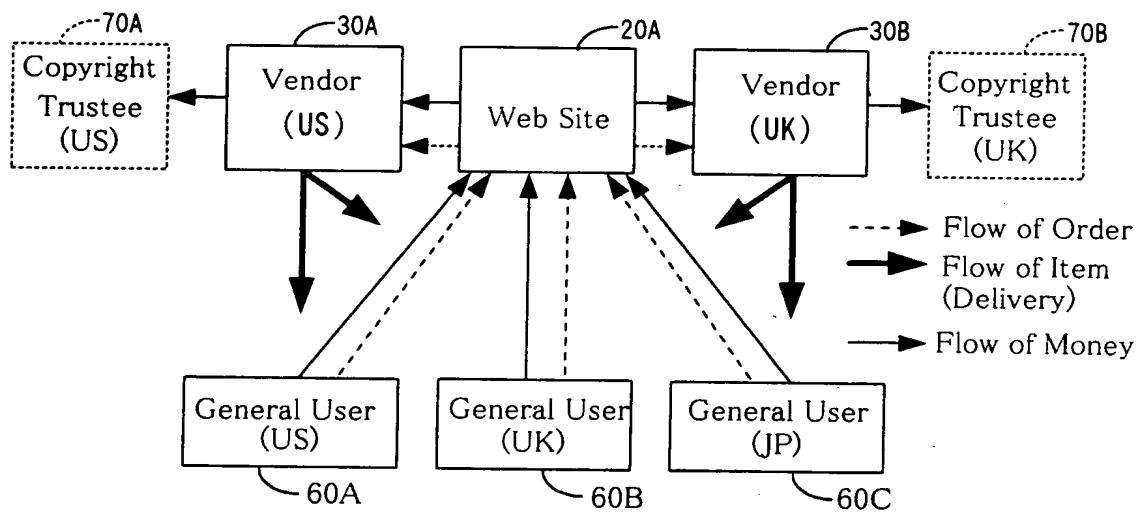 70A
30A
20A
30B
70B
Copyright
Trustee
(US)
Vendor
(US)
Web Site
Vendor
(UK)
Copyright
Trustee
(UK)
Flow of Order
Flow of Item
(Delivery)
Flow of Money
General User
(US)
General User
(UK)
General User
(JP)
60A
60B
60C